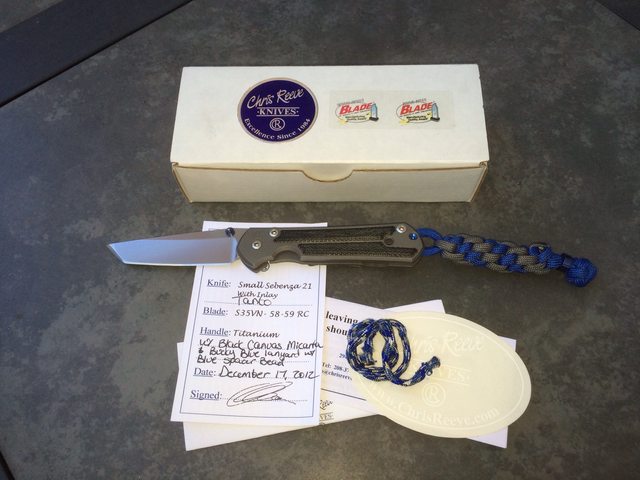 Chris Reeve
KNIVES
R
Excellence Since 1984
BLADE
BLADE
Knife: Small Sebenza 21
With Inlay
Tanto
Blade: S35VN - 58-59 RC
Handle: Titanium
w/ Black Canvas Micarta
& Body Blue lanyard w/
Blue Spacer Bead
Date: December 17, 2012
Signed:
leaving
Chris Reeve
KNIVES
R
www.ChrisReeve.com